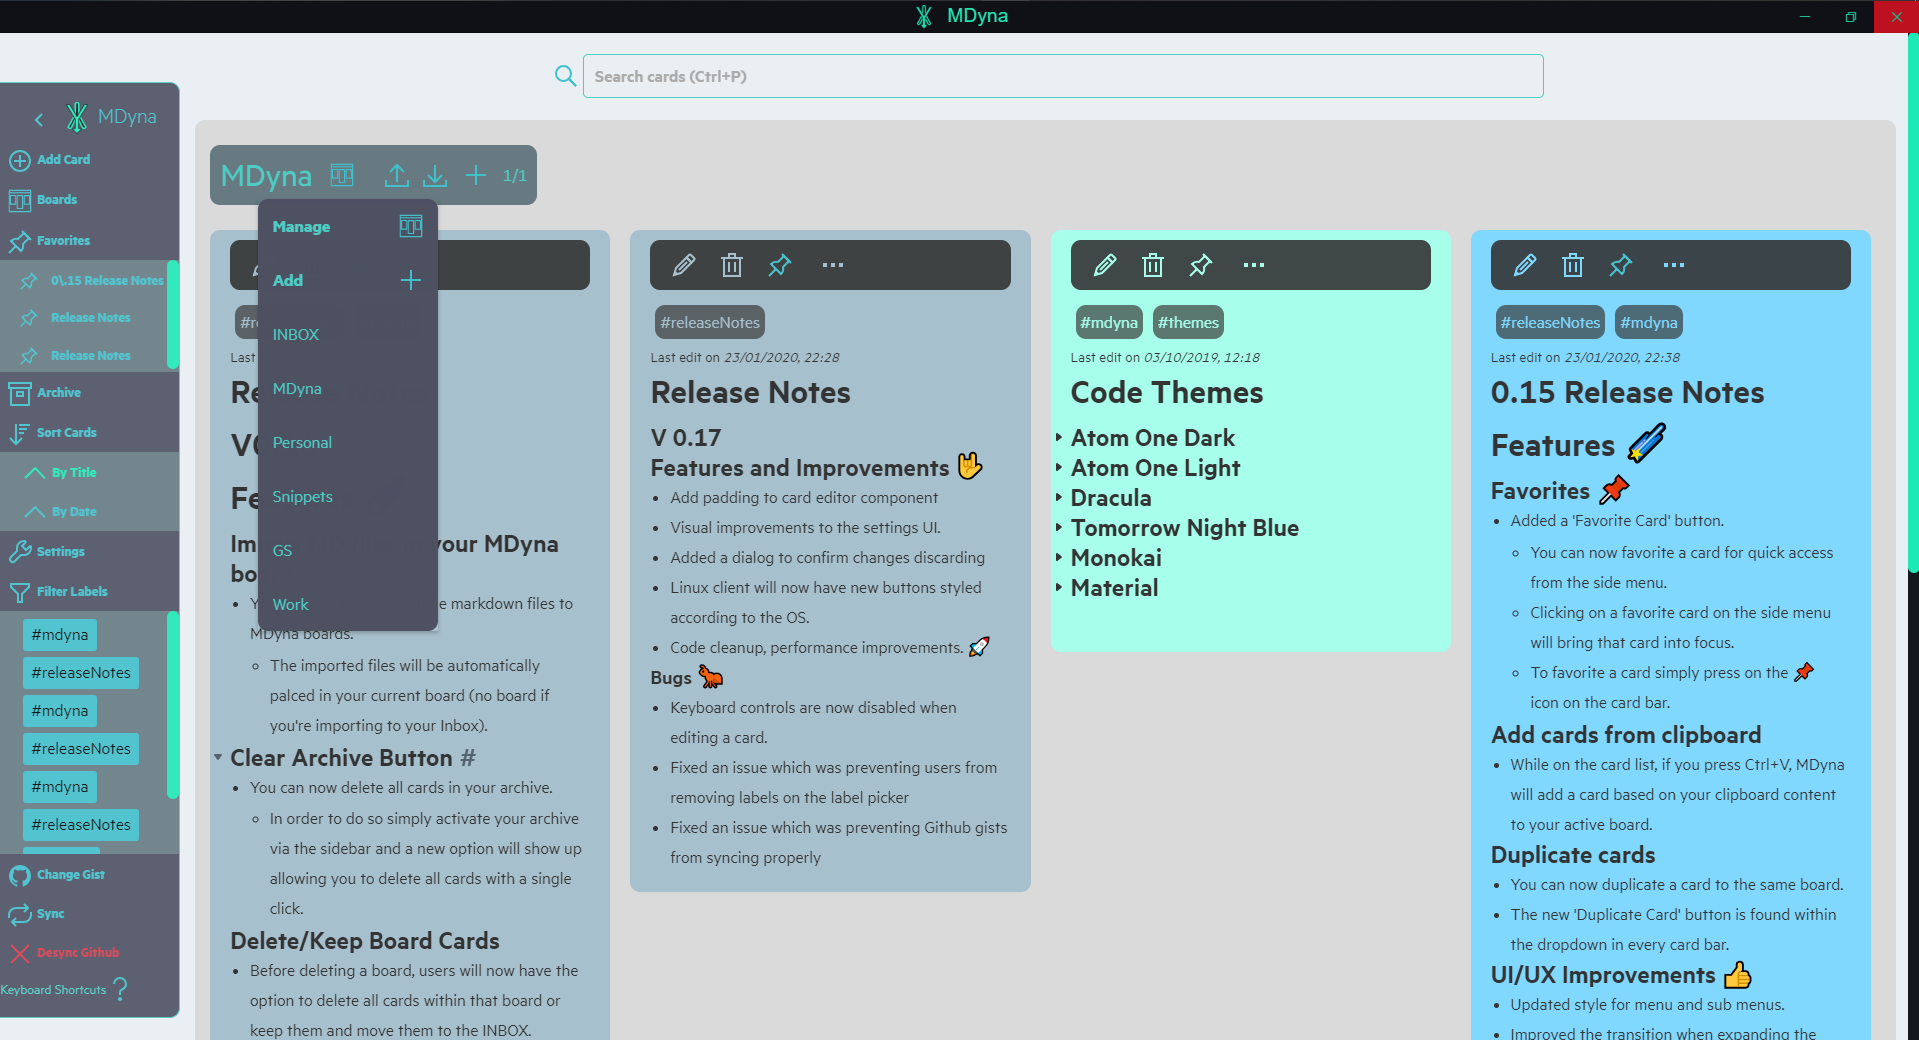 MDyna
Search cards (Ctrl+P)
MDyna
Add Card
Boards
Favorites
0\.15 Release Notes
Release Notes
Release Notes
Archive
Sort Cards
By Title
By Date
Settings
Filter Labels
#mdyna
#releaseNotes
#mdyna
#releaseNotes
#mdyna
#releaseNotes
Change Gist
Sync
Desync Github
Keyboard Shortcuts ?
MDyna 1/1
Manage
Add
INBOX
MDyna
Personal
Snippets
GS
Work
#re
Last
Re
V
Fe
Im your MDyna
bo
Y e markdown files to
MDyna boards.
The imported files will be automatically
palced in your current board (no board if
you're importing to your Inbox).
Clear Archive Button #
You can now delete all cards in your archive.
In order to do so simply activate your archive
via the sidebar and a new option will show up
allowing you to delete all cards with a single
click.
Delete/Keep Board Cards
Before deleting a board, users will now have the
option to delete all cards within that board or
keep them and move them to the INBOX.
#releaseNotes
Last edit on 23/01/2020, 22:28
Release Notes
V 0.17
Features and Improvements 🤘
Add padding to card editor component
Visual improvements to the settings UI.
Added a dialog to confirm changes discarding
Linux client will now have new buttons styled
according to the OS.
Code cleanup, performance improvements. 🚀
Bugs 🐜
Keyboard controls are now disabled when
editing a card.
Fixed an issue which was preventing users from
removing labels on the label picker
Fixed an issue which was preventing Github gists
from syncing properly
#mdyna #themes
Last edit on 03/10/2019, 12:18
Code Themes
Atom One Dark
Atom One Light
Dracula
Tomorrow Night Blue
Monokai
Material
#releaseNotes #mdyna
Last edit on 23/01/2020, 22:38
0.15 Release Notes
Features
Favorites 📌
Added a 'Favorite Card' button.
You can now favorite a card for quick access
from the side menu.
Clicking on a favorite card on the side menu
will bring that card into focus.
To favorite a card simply press on the 📌
icon on the card bar.
Add cards from clipboard
While on the card list, if you press Ctrl+V, MDyna
will add a card based on your clipboard content
to your active board.
Duplicate cards
You can now duplicate a card to the same board.
The new 'Duplicate Card' button is found within
the dropdown in every card bar.
UI/UX Improvements 👍
Updated style for menu and sub menus.
Improved the transition when expanding the